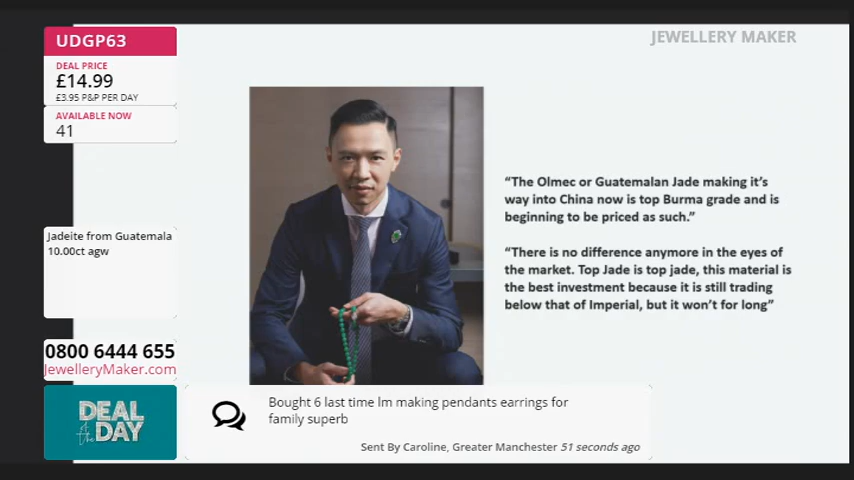 UDGP63
DEAL PRICE
£14.99
£3.95 P&P PER DAY
AVAILABLE NOW
41
Jadeite from Guatemala
10.00ct agw
0800 6444 655
JewelleryMaker.com
DEAL
of the
DAY
JEWELLERY MAKER
“The Olmec or Guatemalan Jade making it’s
way into China now is top Burma grade and is
beginning to be priced as such.”
“There is no difference anymore in the eyes of
the market. Top Jade is top jade, this material is
the best investment because it is still trading
below that of Imperial, but it won’t for long”
Bought 6 last time lm making pendants earrings for
family superb
Sent By Caroline, Greater Manchester 51 seconds ago